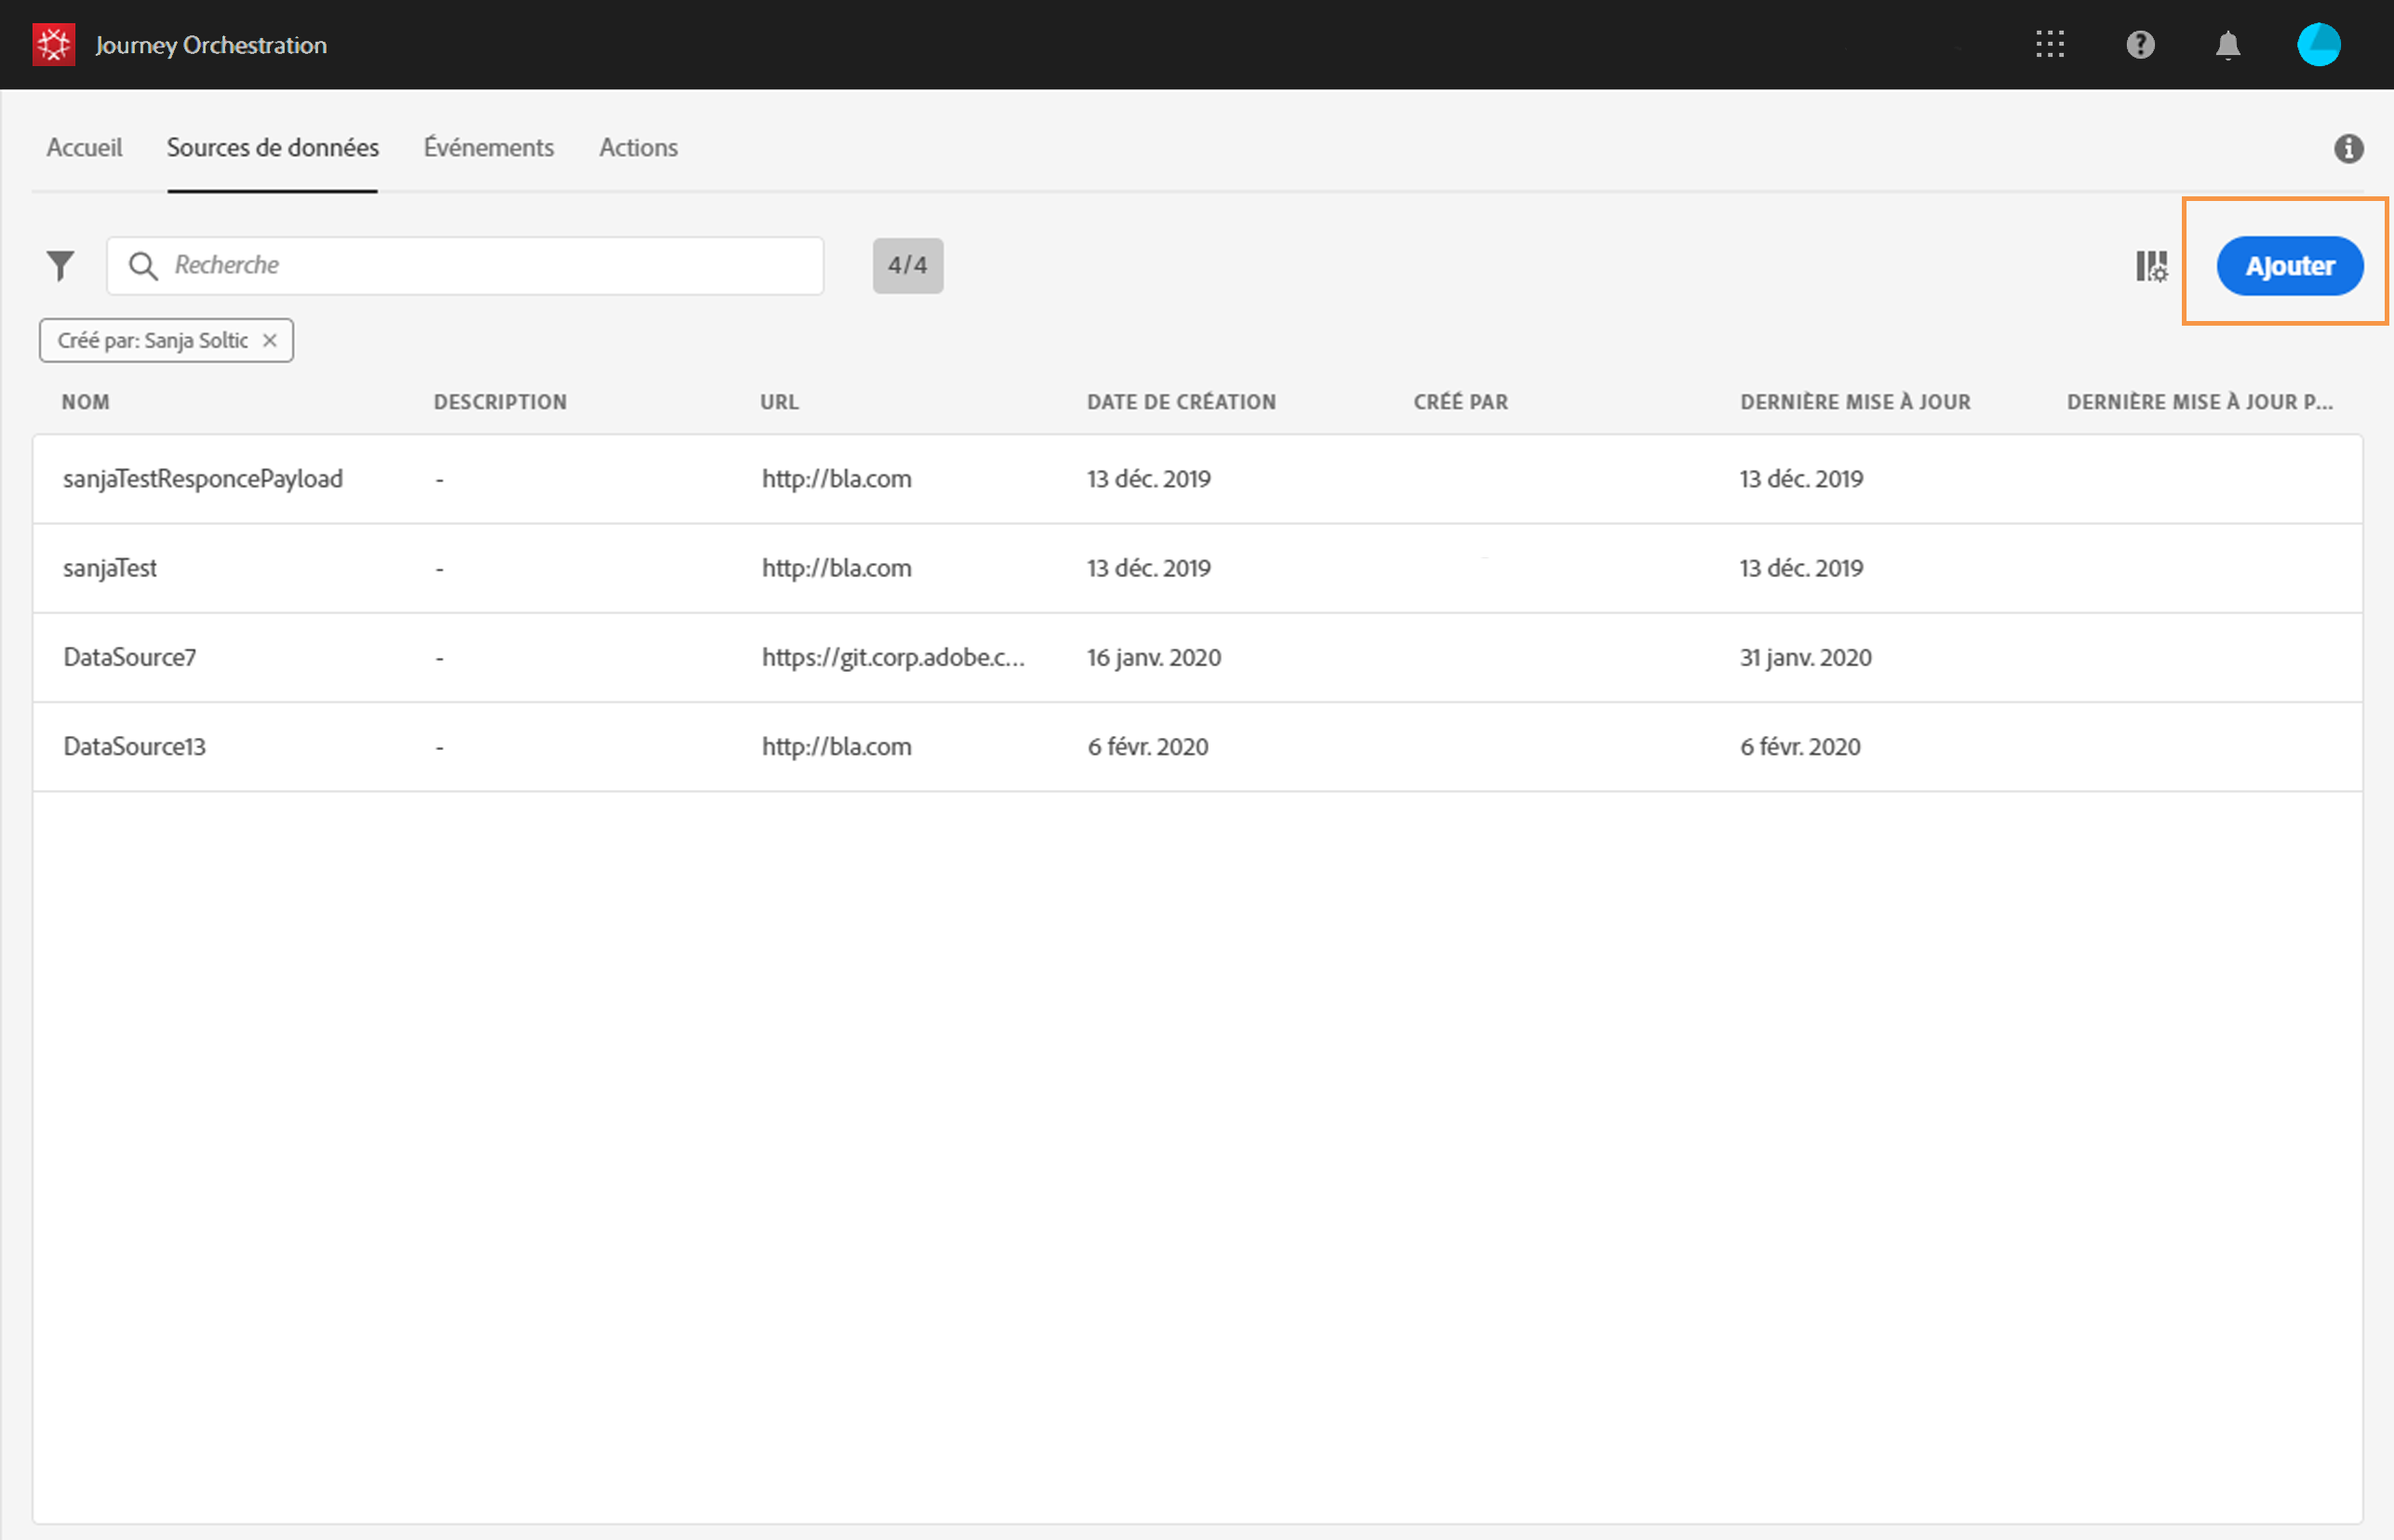 Journey Orchestration
Accueil Sources de données Événements Actions
Recherche 4/4 Ajouter
Créé par: Sanja Soltic ×
NOM DESCRIPTION URL DATE DE CRÉATION CRÉÉ PAR DERNIÈRE MISE À JOUR DERNIÈRE MISE À JOUR P...
sanjaTestResponcePayload - http://bla.com 13 déc. 2019 13 déc. 2019
sanjaTest - http://bla.com 13 déc. 2019 13 déc. 2019
DataSource7 - https://git.corp.adobe.c... 16 janv. 2020 31 janv. 2020
DataSource13 - http://bla.com 6 févr. 2020 6 févr. 2020